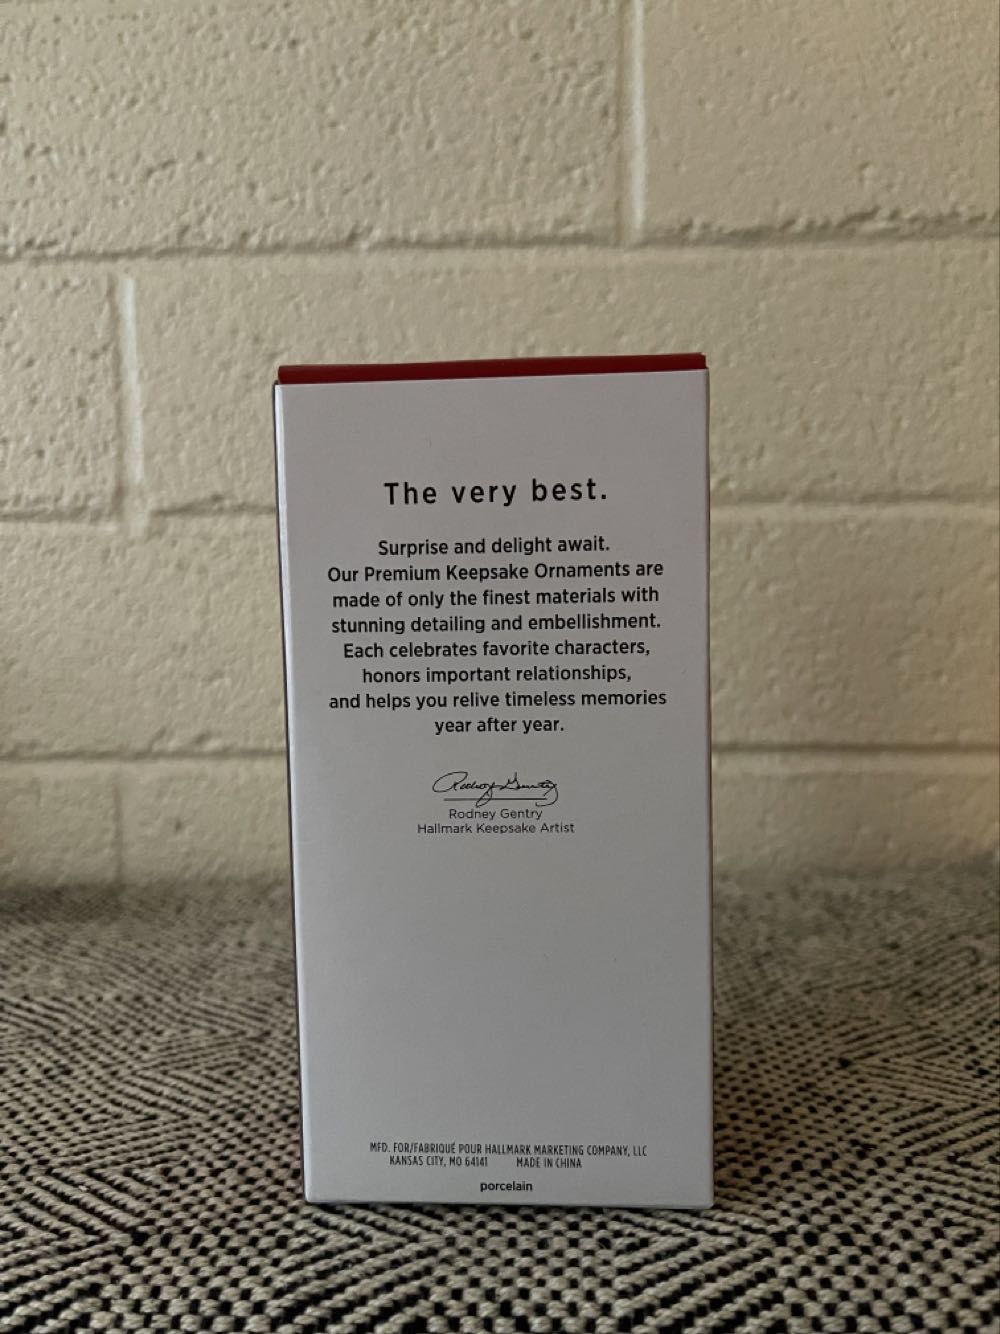 The very best.
Surprise and delight await.
Our Premium Keepsake Ornaments are
made of only the finest materials with
stunning detailing and embellishment.
Each celebrates favorite characters,
honors important relationships,
and helps you relive timeless memories
year after year.
Rodney Gentry
Rodney Gentry
Hallmark Keepsake Artist
MFD. FOR/FABRIQUÉ POUR HALLMARK MARKETING COMPANY, LLC
KANSAS CITY, MO 64141 MADE IN CHINA
porcelain